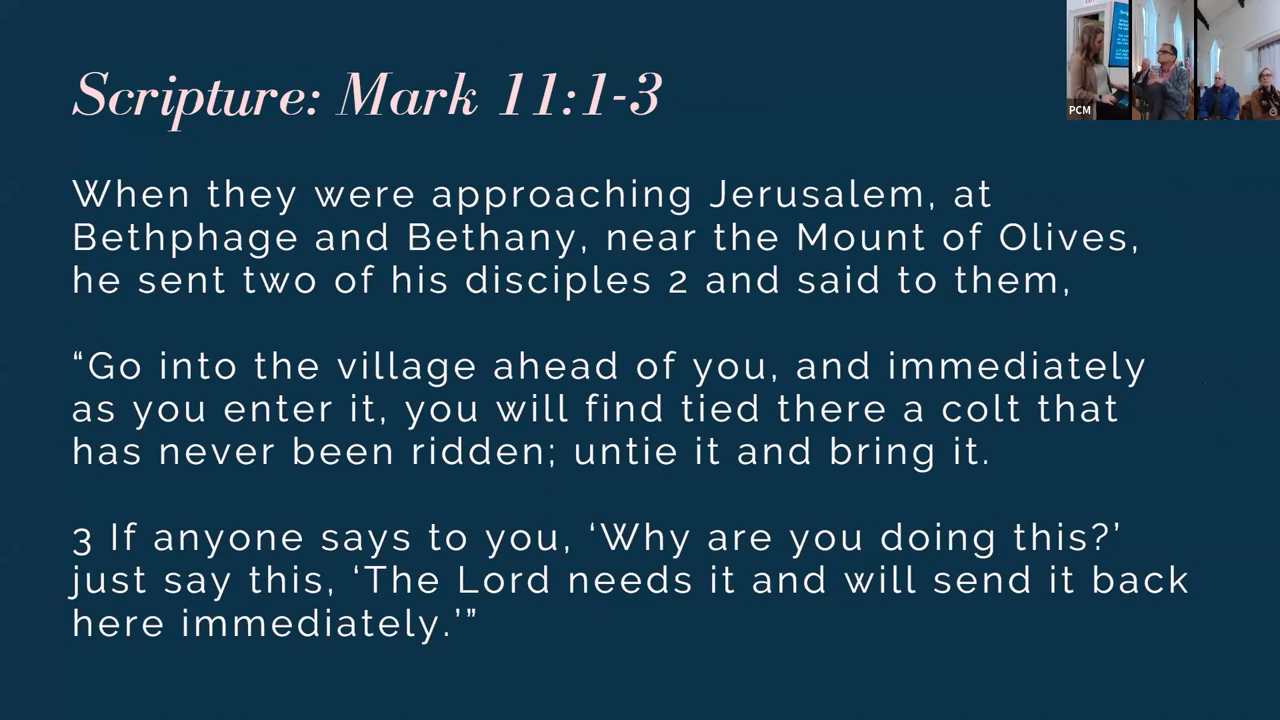 Scripture: Mark 11:1-3
PCM
When they were approaching Jerusalem, at
Bethphage and Bethany, near the Mount of Olives,
he sent two of his disciples 2 and said to them,
“Go into the village ahead of you, and immediately
as you enter it, you will find tied there a colt that
has never been ridden; untie it and bring it.
3 If anyone says to you, ‘Why are you doing this?’
just say this, ‘The Lord needs it and will send it back
here immediately.’”